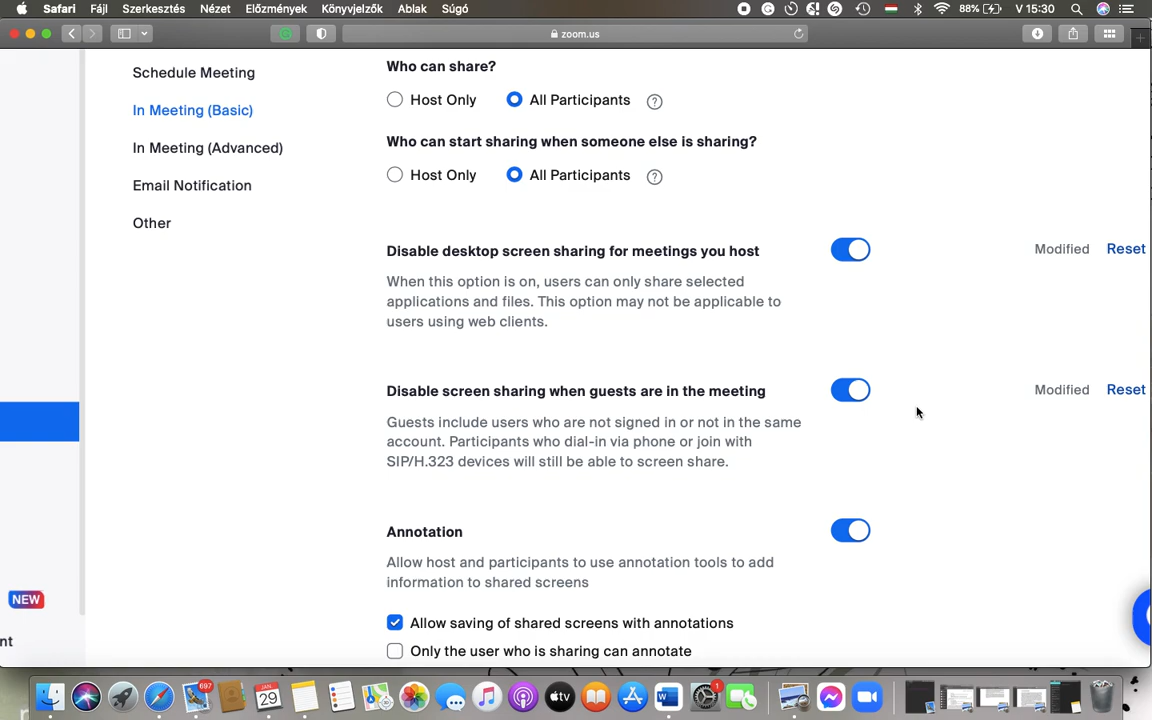 Safari Fájl Szerkesztés Nézet Előzmények Könyvjelzők Ablak Súgó 88% V 15:30
zoom.us
Schedule Meeting
In Meeting (Basic)
In Meeting (Advanced)
Email Notification
Other
Who can share?
Host Only All Participants ?
Who can start sharing when someone else is sharing?
Host Only All Participants ?
Disable desktop screen sharing for meetings you host Modified Reset
When this option is on, users can only share selected
applications and files. This option may not be applicable to
users using web clients.
Disable screen sharing when guests are in the meeting Modified Reset
Guests include users who are not signed in or not in the same
account. Participants who dial-in via phone or join with
SIP/H.323 devices will still be able to screen share.
Annotation
Allow host and participants to use annotation tools to add
information to shared screens
Allow saving of shared screens with annotations
Only the user who is sharing can annotate
NEW
nt
697
JAN
29
tv
W
1